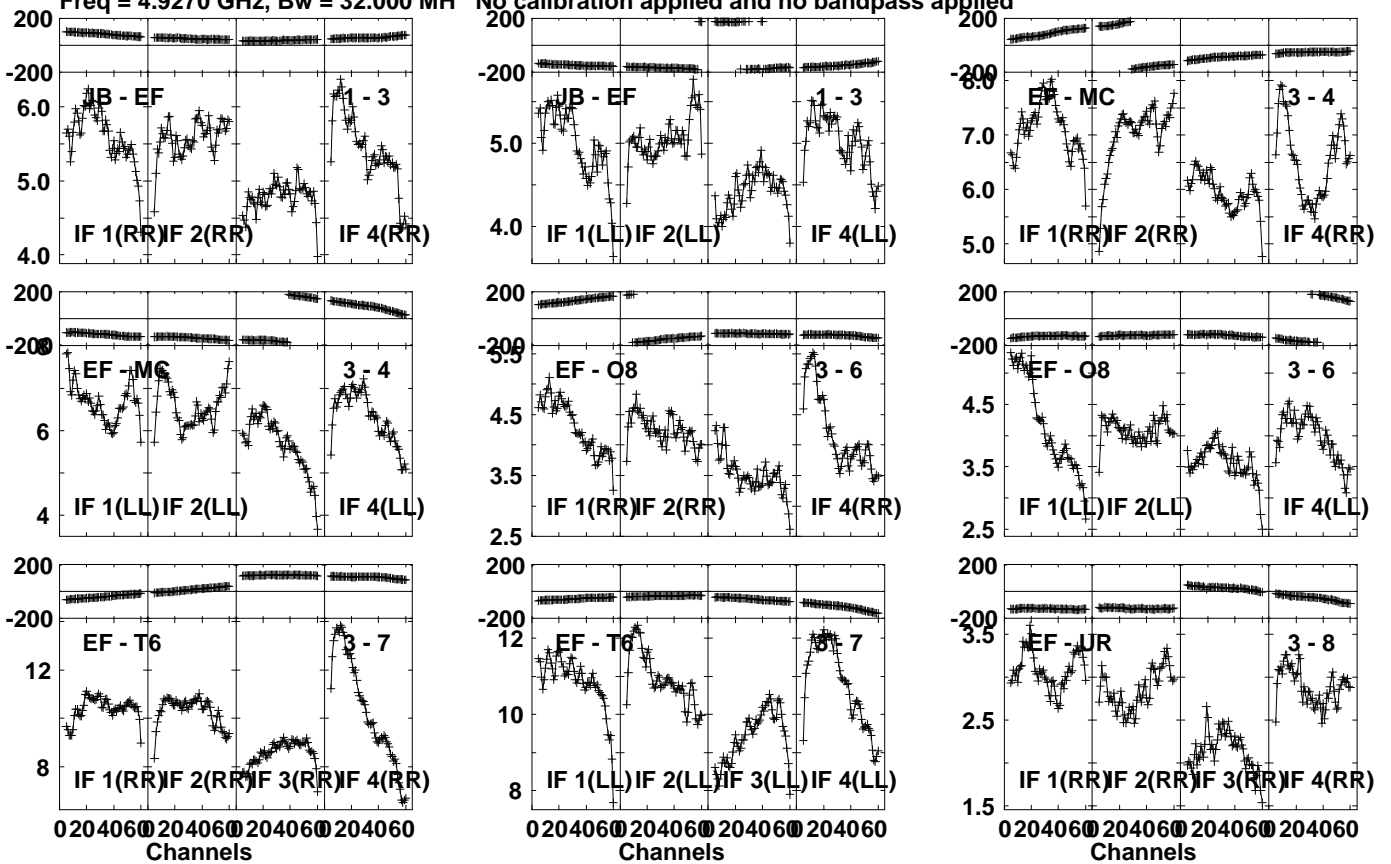 Freq = 4.9270 GHz, Bw = 32.000 MH No calibration applied and no bandpass applied
200
-200
6.0
5.0
4.0
JB - EF
1 - 3
IF 1(RR)
IF 2(RR)
IF 4(RR)
5.0
4.0
200
-200
JB - EF
1 - 3
IF 1(LL)
IF 2(LL)
IF 4(LL)
200
-200
8.0
7.0
6.0
5.0
EF - MC
3 - 4
IF 1(RR)
IF 2(RR)
IF 4(RR)
200
-200
8
6
4
EF - MC
3 - 4
IF 1(LL)
IF 2(LL)
IF 4(LL)
200
-200
5.5
4.5
3.5
2.5
EF - O8
3 - 6
IF 1(RR)
IF 2(RR)
IF 4(RR)
200
-200
4.5
3.5
2.5
EF - O8
3 - 6
IF 1(LL)
IF 2(LL)
IF 4(LL)
200
-200
12
8
EF - T6
3 - 7
IF 1(RR)
IF 2(RR)
IF 3(RR)
IF 4(RR)
0 20 40 60 0 20 40 60 0 20 40 60 0 20 40 60
Channels
200
-200
12
10
8
EF - T6
3 - 7
IF 1(LL)
IF 2(LL)
IF 3(LL)
IF 4(LL)
0 20 40 60 0 20 40 60 0 20 40 60 0 20 40 60
Channels
200
-200
3.5
2.5
1.5
EF - UR
3 - 8
IF 1(RR)
IF 2(RR)
IF 3(RR)
IF 4(RR)
0 20 40 60 0 20 40 60 0 20 40 60 0 20 40 60
Channels